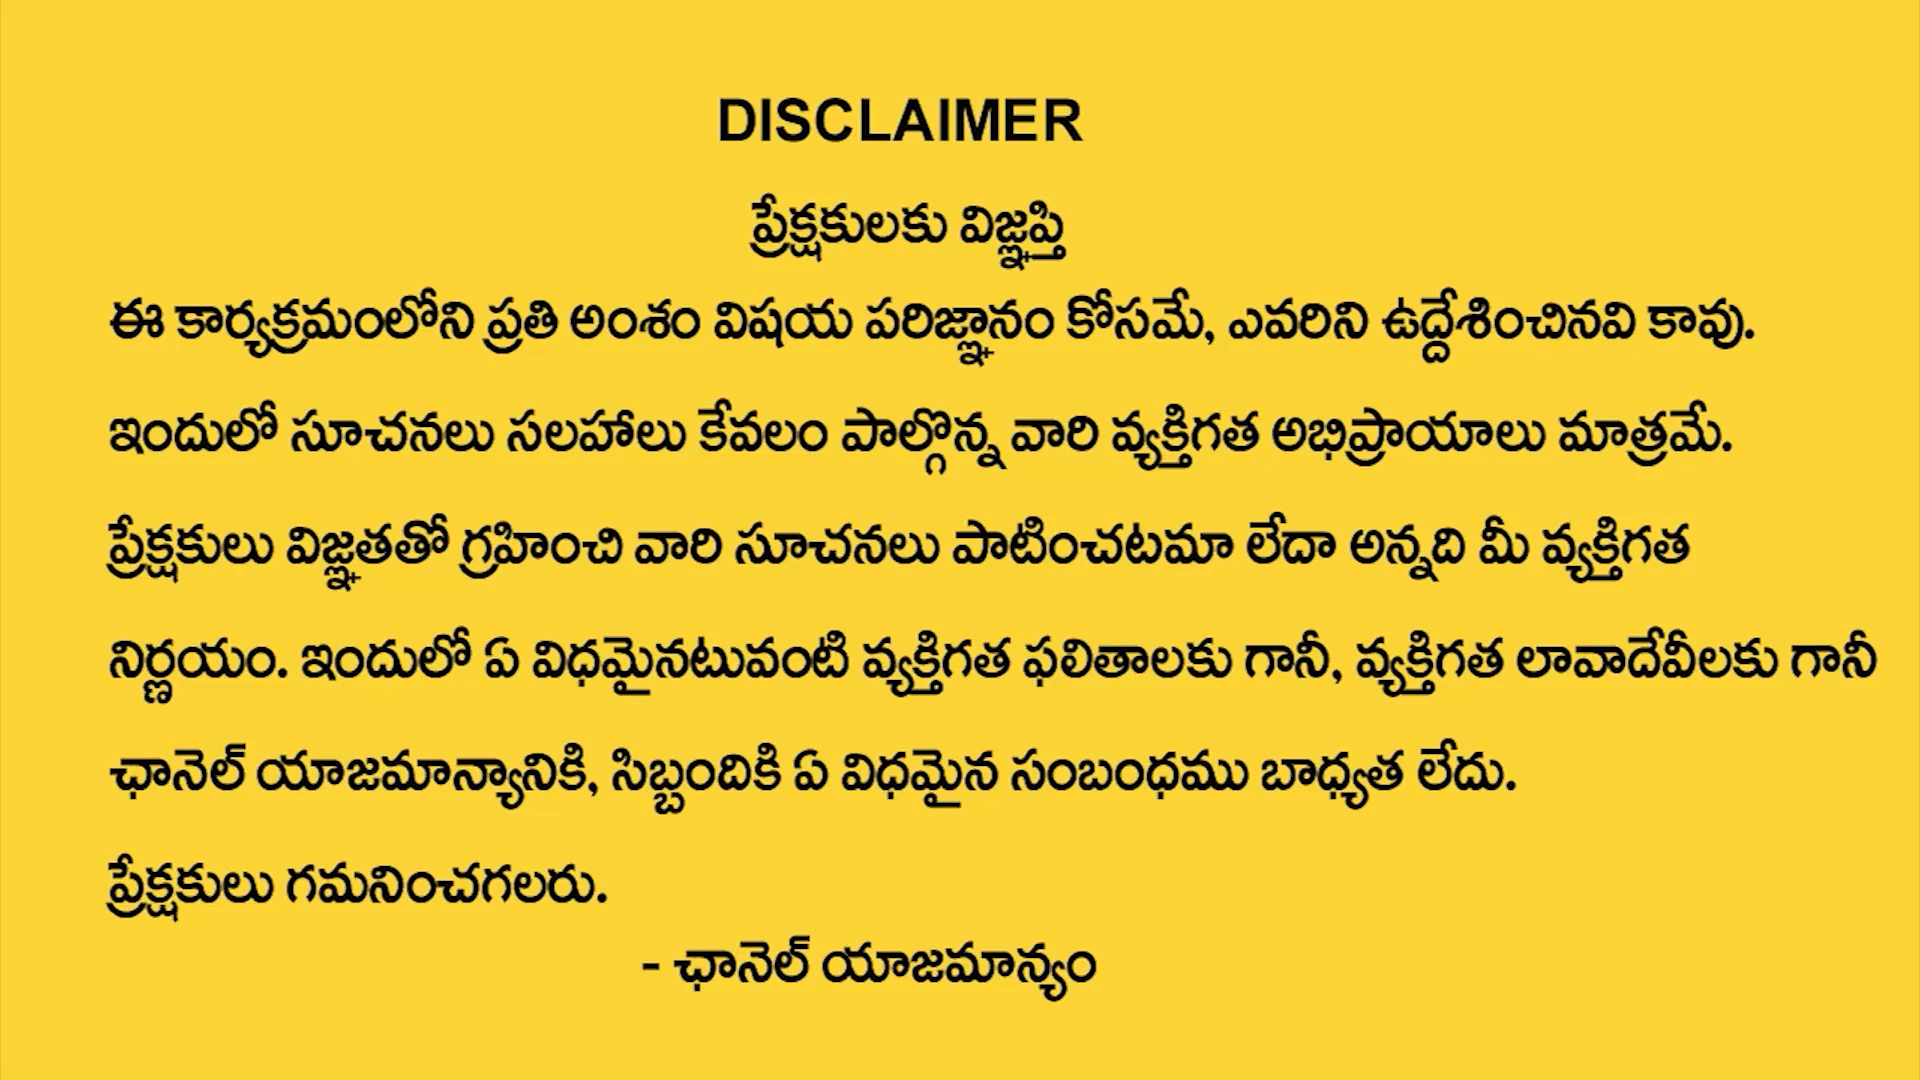 DISCLAIMER
ప్రేక్షకులకు విజ్ఞప్తి
ఈ కార్యక్రమంలోని ప్రతి అంశం విషయ పరిజ్ఞానం కోసమే, ఎవరిని ఉద్దేశించినవి కావు.
ఇందులో సూచనలు సలహాలు కేవలం పాల్గొన్న వారి వ్యక్తిగత అభిప్రాయాలు మాత్రమే.
ప్రేక్షకులు విజ్ఞతతో గ్రహించి వారి సూచనలు పాటించటమా లేదా అన్నది మీ వ్యక్తిగత
నిర్ణయం. ఇందులో ఏ విధమైనటువంటి వ్యక్తిగత ఫలితాలకు గానీ, వ్యక్తిగత లావాదేవీలకు గానీ
ఛానెల్ యాజమాన్యానికి, సిబ్బందికి ఏ విధమైన సంబంధము బాధ్యత లేదు.
ప్రేక్షకులు గమనించగలరు.
- ఛానెల్ యాజమాన్యం